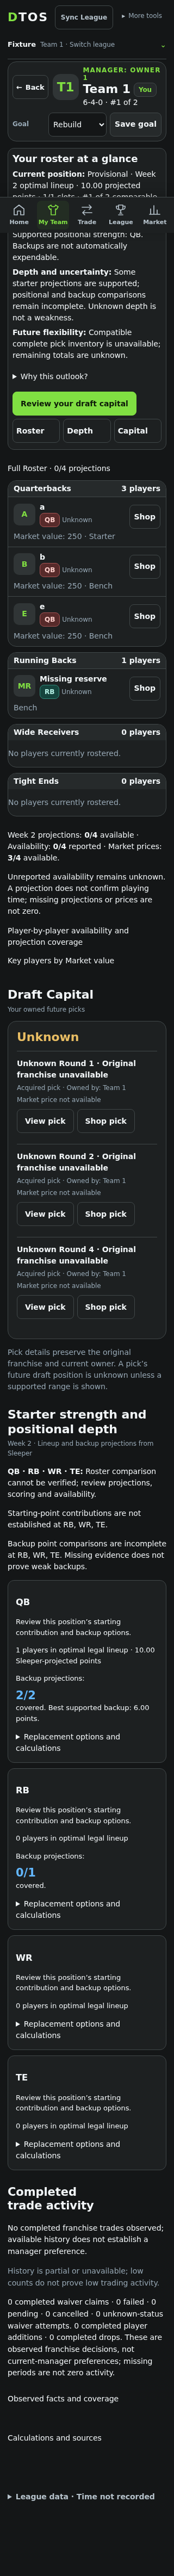 DTOS
Sync League
▸ More tools
Fixture Team 1 · Switch league
← Back
T1
MANAGER: OWNER
1
Team 1 You
6-4-0 · #1 of 2
Goal
Rebuild
Save goal
Your roster at a glance
Current position: Provisional · Week
2 optimal lineup · 10.00 projected
Home
My Team
Trade
League
Market
Supported positional strength: QB.
Backups are not automatically
expendable.
Depth and uncertainty: Some
starter projections are supported;
positional and backup comparisons
remain incomplete. Unknown depth is
not a weakness.
Future flexibility: Compatible
complete pick inventory is unavailable;
remaining totals are unknown.
▸ Why this outlook?
Review your draft capital
Roster
Depth
Capital
Full Roster · 0/4 projections
Quarterbacks 3 players
A
a
QB Unknown
Shop
Market value: 250 · Starter
B
b
QB Unknown
Shop
Market value: 250 · Bench
E
e
QB Unknown
Shop
Market value: 250 · Bench
Running Backs 1 players
MR
Missing reserve
RB Unknown
Shop
Bench
Wide Receivers 0 players
No players currently rostered.
Tight Ends 0 players
No players currently rostered.
Week 2 projections: 0/4 available ·
Availability: 0/4 reported · Market prices:
3/4 available.
Unreported availability remains unknown.
A projection does not confirm playing
time; missing projections or prices are
not zero.
Player-by-player availability and
projection coverage
Key players by Market value
Draft Capital
Your owned future picks
Unknown
Unknown Round 1 · Original
franchise unavailable
Acquired pick · Owned by: Team 1
Market price not available
View pick
Shop pick
Unknown Round 2 · Original
franchise unavailable
Acquired pick · Owned by: Team 1
Market price not available
View pick
Shop pick
Unknown Round 4 · Original
franchise unavailable
Acquired pick · Owned by: Team 1
Market price not available
View pick
Shop pick
Pick details preserve the original
franchise and current owner. A pick's
future draft position is unknown unless a
supported range is shown.
Starter strength and
positional depth
Week 2 · Lineup and backup projections from
Sleeper
QB · RB · WR · TE: Roster comparison
cannot be verified; review projections,
scoring and availability.
Starting-point contributions are not
established at RB, WR, TE.
Backup point comparisons are incomplete
at RB, WR, TE. Missing evidence does not
prove weak backups.
QB
Review this position's starting
contribution and backup options.
1 players in optimal legal lineup · 10.00
Sleeper-projected points
Backup projections:
2/2
covered. Best supported backup: 6.00
points.
▸ Replacement options and
calculations
RB
Review this position's starting
contribution and backup options.
0 players in optimal legal lineup
Backup projections:
0/1
covered.
▸ Replacement options and
calculations
WR
Review this position's starting
contribution and backup options.
0 players in optimal legal lineup
▸ Replacement options and
calculations
TE
Review this position's starting
contribution and backup options.
0 players in optimal legal lineup
▸ Replacement options and
calculations
Completed
trade activity
No completed franchise trades observed;
available history does not establish a
manager preference.
History is partial or unavailable; low
counts do not prove low trading activity.
0 completed waiver claims · 0 failed · 0
pending · 0 cancelled · 0 unknown-status
waiver attempts. 0 completed player
additions · 0 completed drops. These are
observed franchise decisions, not
current-manager preferences; missing
periods are not zero activity.
Observed facts and coverage
Calculations and sources
▸ League data · Time not recorded